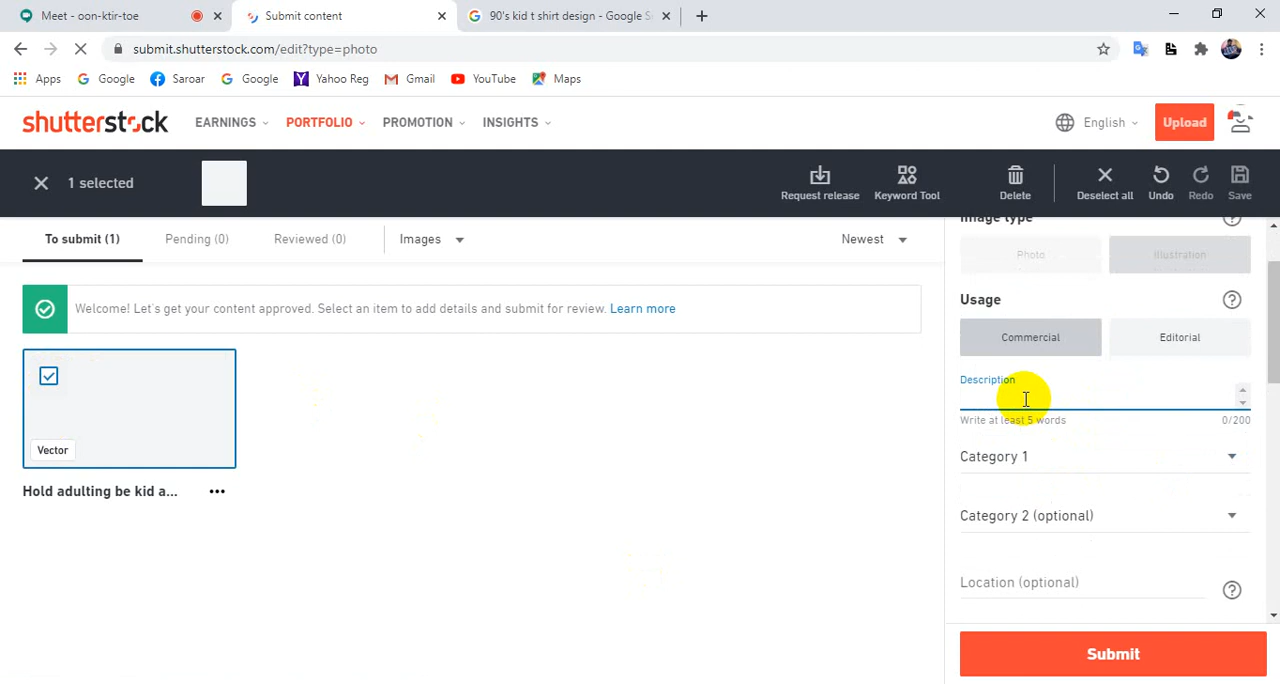 Meet - oon-ktir-toe
Submit content
90's kid t shirt design - Google S
submit.shutterstock.com/edit?type=photo
Apps Google Saroar Google Yahoo Reg Gmail YouTube Maps
shutterstock EARNINGS PORTFOLIO PROMOTION INSIGHTS English Upload
1 selected
Request release Keyword Tool Delete Deselect all Undo Redo Save
To submit (1) Pending (0) Reviewed (0) Images Newest
Welcome! Let's get your content approved. Select an item to add details and submit for review. Learn more
Vector
Hold adulting be kid a...
Image type
Photo Illustration
Usage
Commercial Editorial
Description
Write at least 5 words 0/200
Category 1
Category 2 (optional)
Location (optional)
Submit